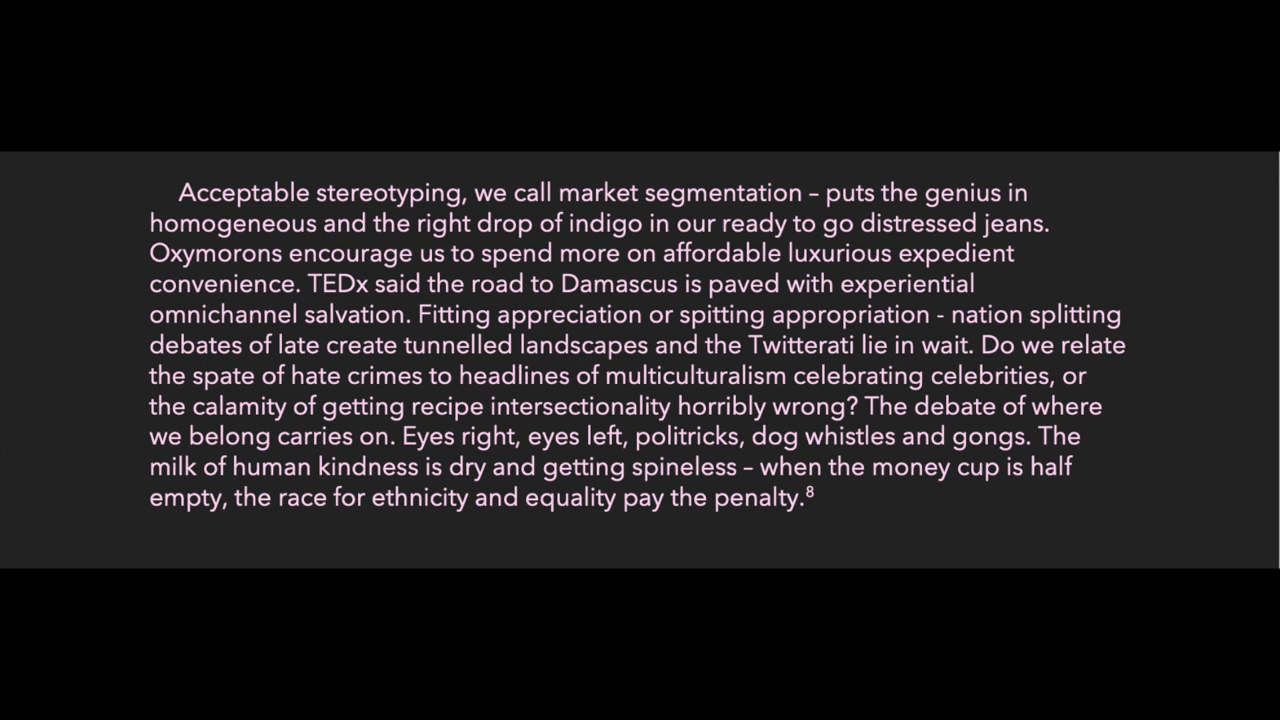 Acceptable stereotyping, we call market segmentation – puts the genius in
homogeneous and the right drop of indigo in our ready to go distressed jeans.
Oxymorons encourage us to spend more on affordable luxurious expedient
convenience. TEDx said the road to Damascus is paved with experiential
omnichannel salvation. Fitting appreciation or spitting appropriation - nation splitting
debates of late create tunnelled landscapes and the Twitterati lie in wait. Do we relate
the spate of hate crimes to headlines of multiculturalism celebrating celebrities, or
the calamity of getting recipe intersectionality horribly wrong? The debate of where
we belong carries on. Eyes right, eyes left, politricks, dog whistles and gongs. The
milk of human kindness is dry and getting spineless – when the money cup is half
empty, the race for ethnicity and equality pay the penalty.⁸